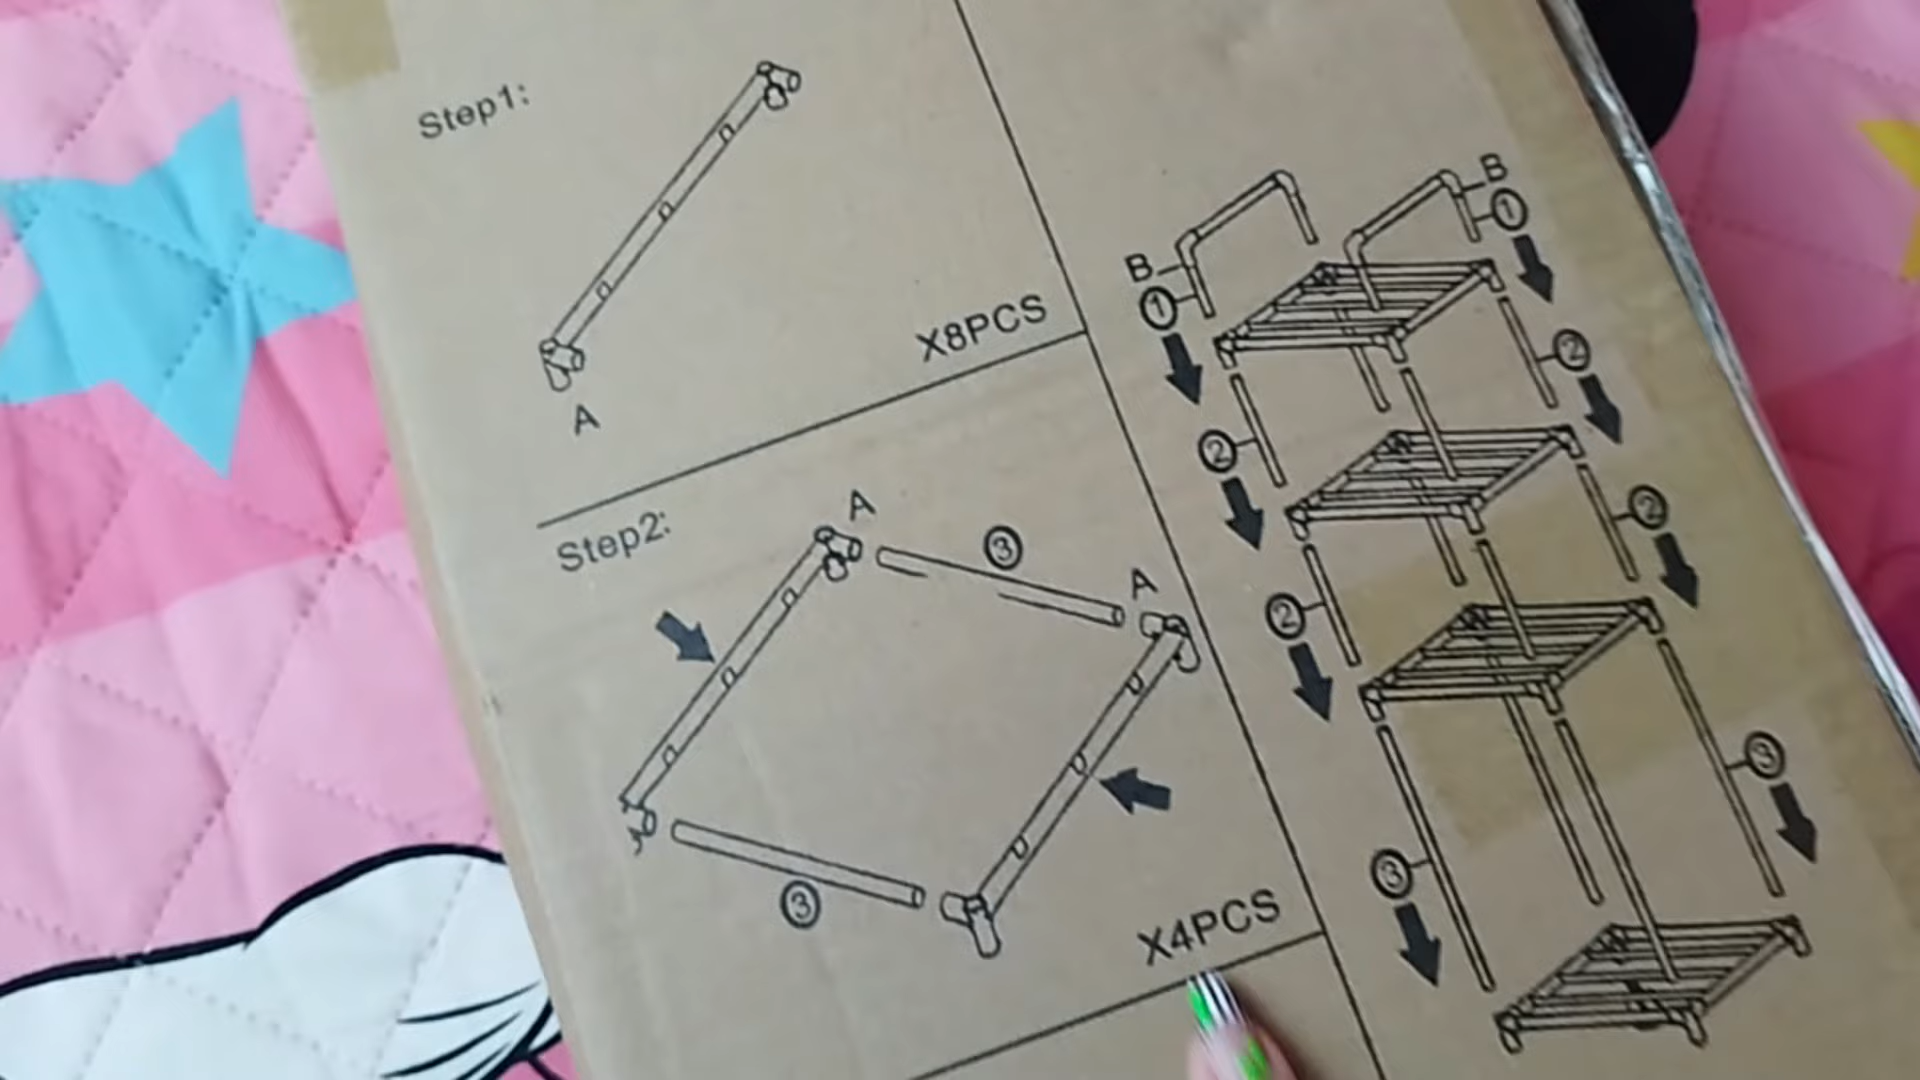 Step1:
A
X8PCS
Step2:
A
③
A
A
③
X4PCS
B
①
B
①
②
②
②
②
③
③